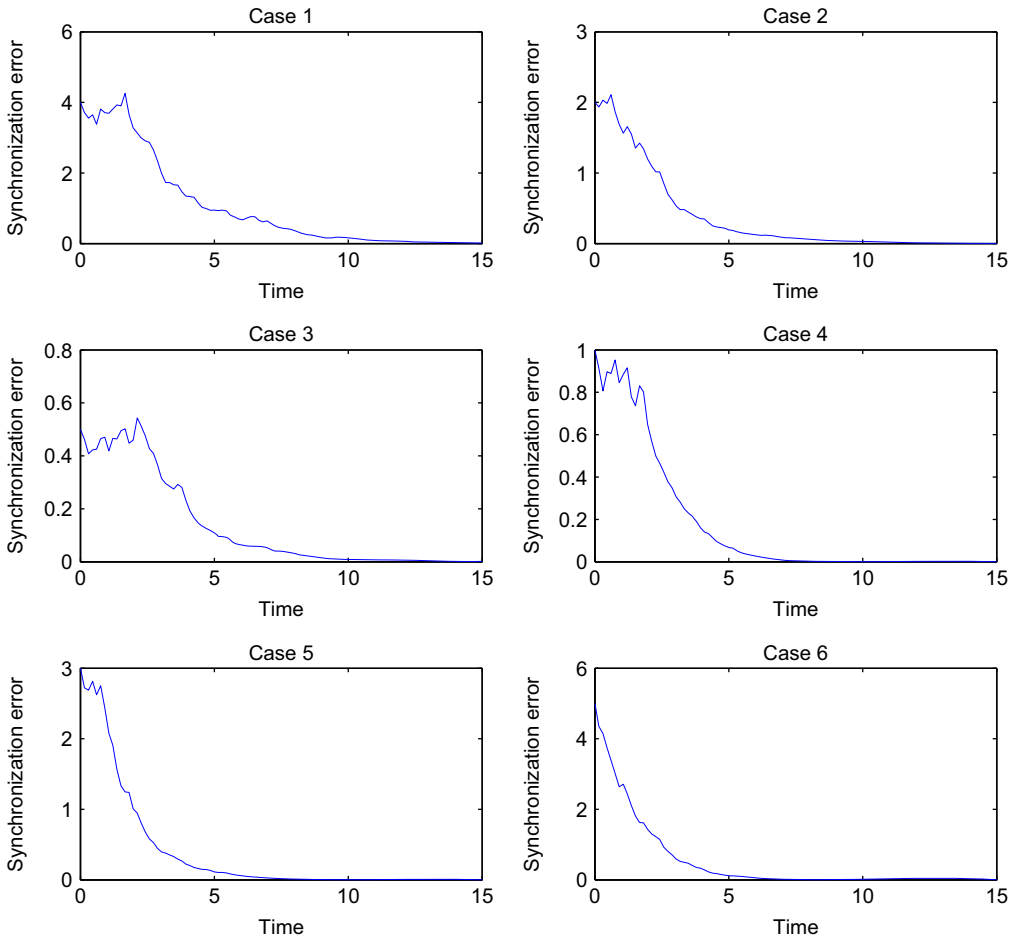 Case 1
6
4
2
0
Synchronization error
0 5 10 15
Time
Case 2
3
2
1
0
Synchronization error
0 5 10 15
Time
Case 3
0.8
0.6
0.4
0.2
0
Synchronization error
0 5 10 15
Time
Case 4
1
0.8
0.6
0.4
0.2
0
Synchronization error
0 5 10 15
Time
Case 5
3
2
1
0
Synchronization error
0 5 10 15
Time
Case 6
6
4
2
0
Synchronization error
0 5 10 15
Time